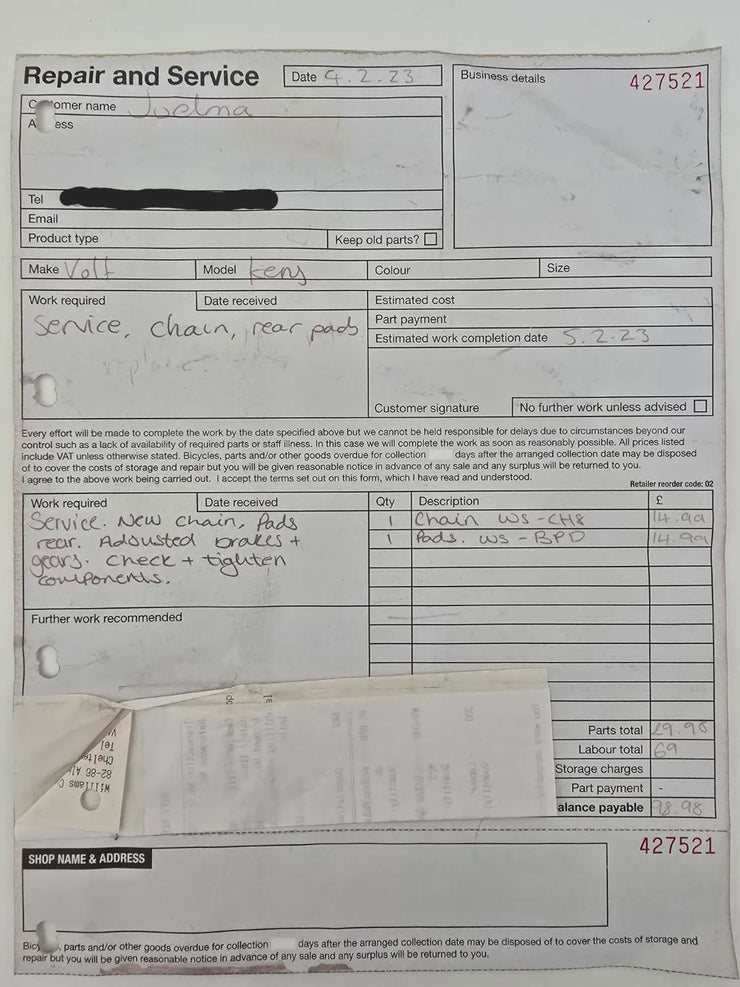 Repair and Service
Date 4.2.23
Business details
427521
Customer name Joelma
Address
Tel
Email
Product type
Keep old parts?
Make Volt
Model kens
Colour
Size
Work required
Date received
Service, chain, rear pads
replace.
Estimated cost
Part payment
Estimated work completion date 5.2.23
Customer signature
No further work unless advised
Every effort will be made to complete the work by the date specified above but we cannot be held responsible for delays due to circumstances beyond our
control such as a lack of availability of required parts or staff illness. In this case we will complete the work as soon as reasonably possible. All prices listed
include VAT unless otherwise stated. Bicycles, parts and/or other goods overdue for collection days after the arranged collection date may be disposed
of to cover the costs of storage and repair but you will be given reasonable notice in advance of any sale and any surplus will be returned to you.
I agree to the above work being carried out. I accept the terms set out on this form, which I have read and understood.
Retailer reorder code: 02
Work required
Date received
Service. New chain, Pads
rear. Adjusted brakes +
gears. Check + tighten
components.
Qty Description £
1 Chain WS-CH8 14.99
1 Pads. WS-BPD 14.99
Further work recommended
Parts total 29.98
Labour total 69
Storage charges
Part payment -
alance payable 98.98
Williams C
82-86 Al
Chelte
Tel
SHOP NAME & ADDRESS
427521
Bicy , parts and/or other goods overdue for collection days after the arranged collection date may be disposed of to cover the costs of storage and
repair but you will be given reasonable notice in advance of any sale and any surplus will be returned to you.